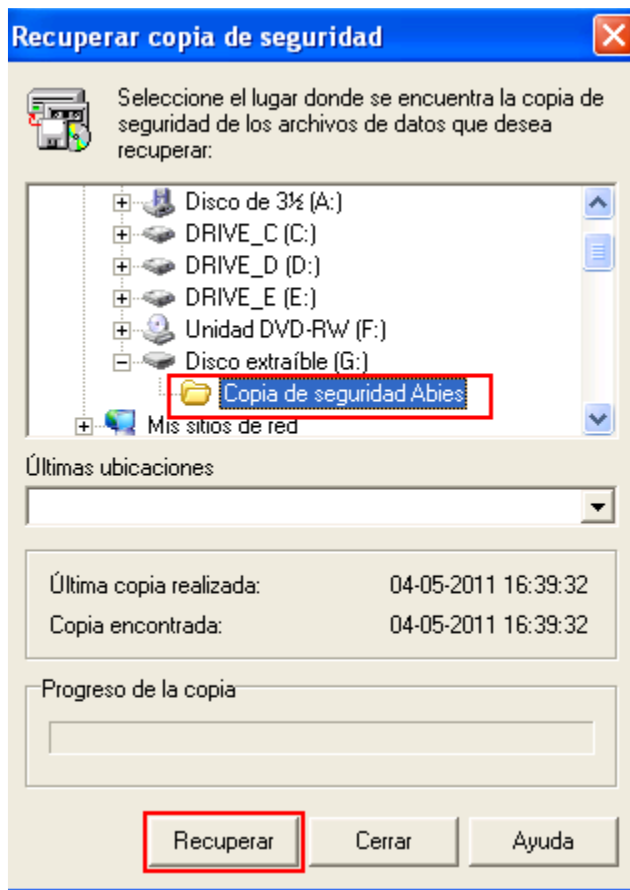 Recuperar copia de seguridad
Seleccione el lugar donde se encuentra la copia de
seguridad de los archivos de datos que desea
recuperar:
Disco de 3½ (A:)
DRIVE_C (C:)
DRIVE_D (D:)
DRIVE_E (E:)
Unidad DVD-RW (F:)
Disco extraíble (G:)
Copia de seguridad Abies
Mis sitios de red
Últimas ubicaciones
Última copia realizada: 04-05-2011 16:39:32
Copia encontrada: 04-05-2011 16:39:32
Progreso de la copia
Recuperar Cerrar Ayuda